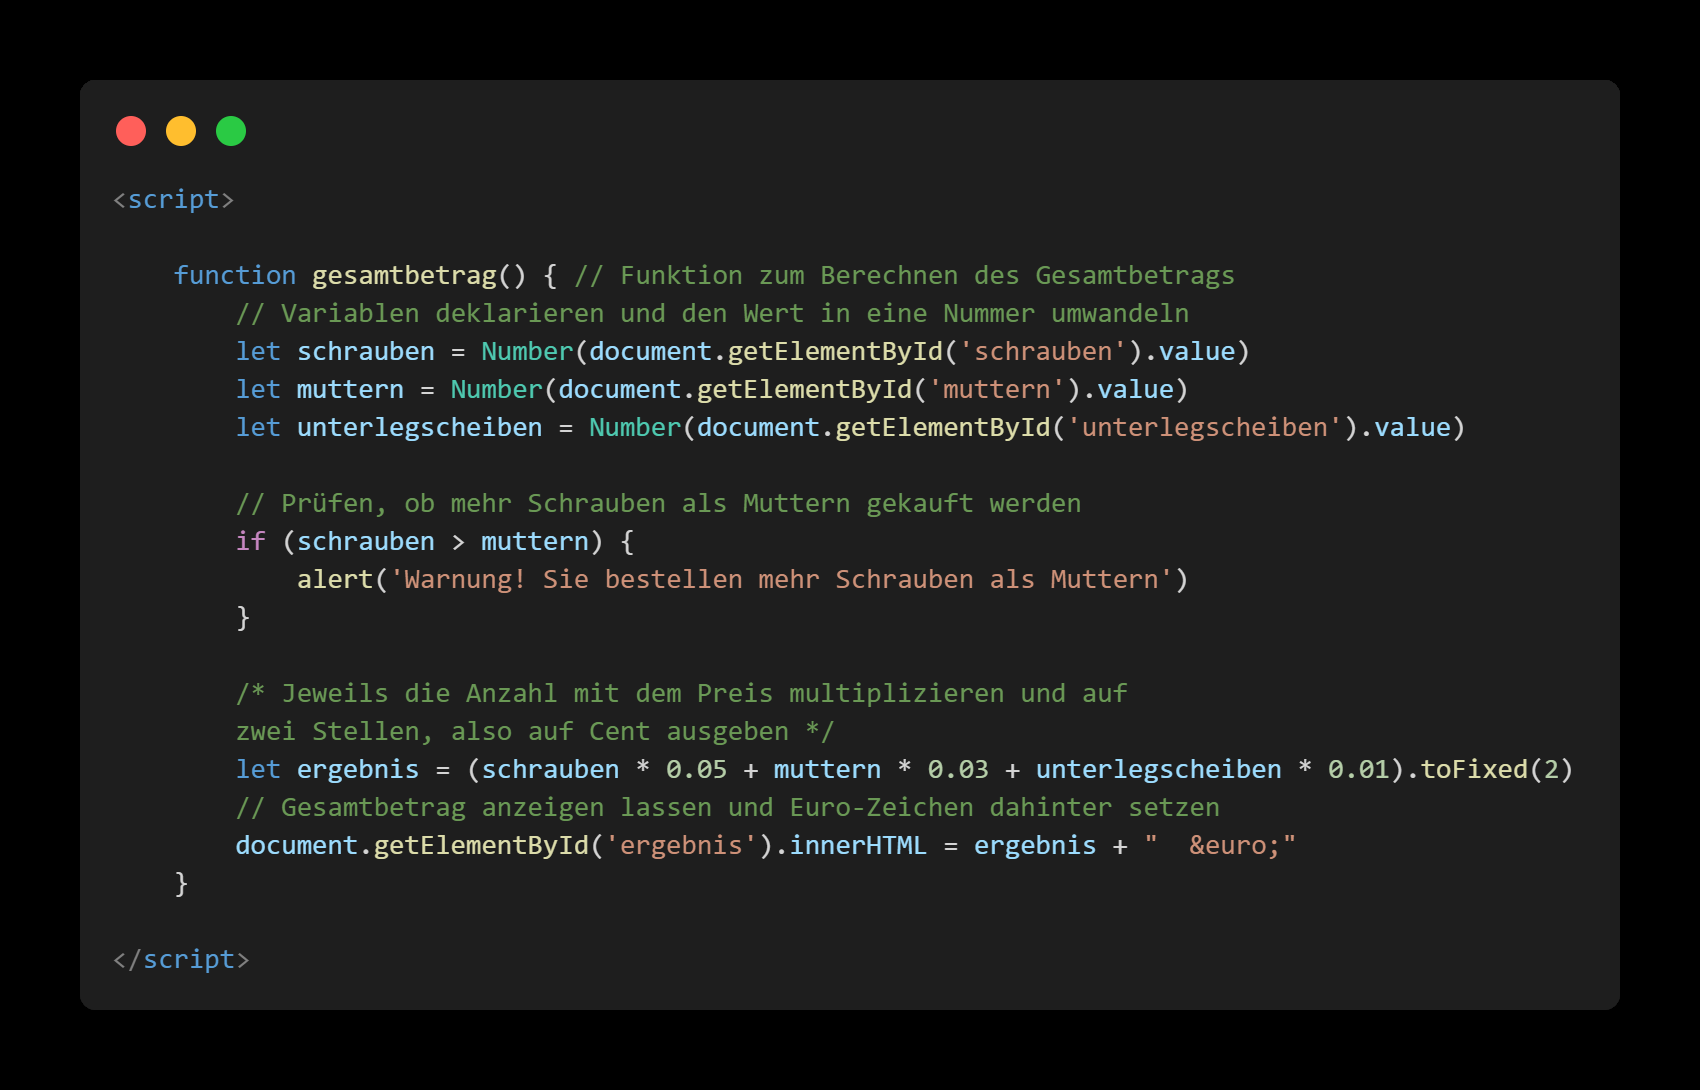 <script>
function gesamtbetrag() { // Funktion zum Berechnen des Gesamtbetrags
// Variablen deklarieren und den Wert in eine Nummer umwandeln
let schrauben = Number(document.getElementById('schrauben').value)
let muttern = Number(document.getElementById('muttern').value)
let unterlegscheiben = Number(document.getElementById('unterlegscheiben').value)
// Prüfen, ob mehr Schrauben als Muttern gekauft werden
if (schrauben > muttern) {
alert('Warnung! Sie bestellen mehr Schrauben als Muttern')
}
/* Jeweils die Anzahl mit dem Preis multiplizieren und auf
zwei Stellen, also auf Cent ausgeben */
let ergebnis = (schrauben * 0.05 + muttern * 0.03 + unterlegscheiben * 0.01).toFixed(2)
// Gesamtbetrag anzeigen lassen und Euro-Zeichen dahinter setzen
document.getElementById('ergebnis').innerHTML = ergebnis + "  &euro;"
}
</script>